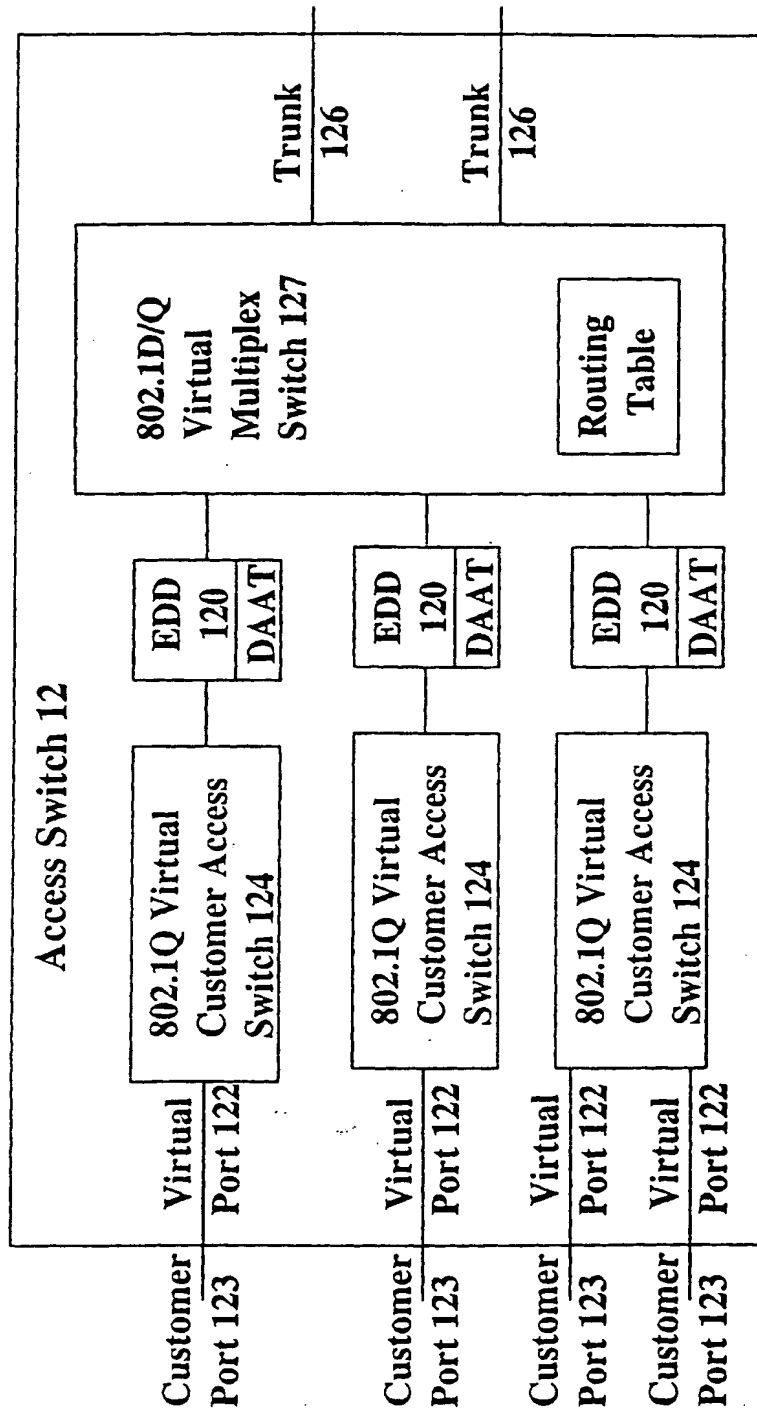 Access Switch 12
Customer
Port 123
Virtual
Port 122
802.1Q Virtual
Customer Access
Switch 124
EDD
120
DAAT
Customer
Port 123
Virtual
Port 122
802.1Q Virtual
Customer Access
Switch 124
EDD
120
DAAT
Customer
Port 123
Virtual
Port 122
Customer
Port 123
Virtual
Port 122
802.1Q Virtual
Customer Access
Switch 124
EDD
120
DAAT
802.1D/Q
Virtual
Multiplex
Switch 127
Routing
Table
Trunk
126
Trunk
126